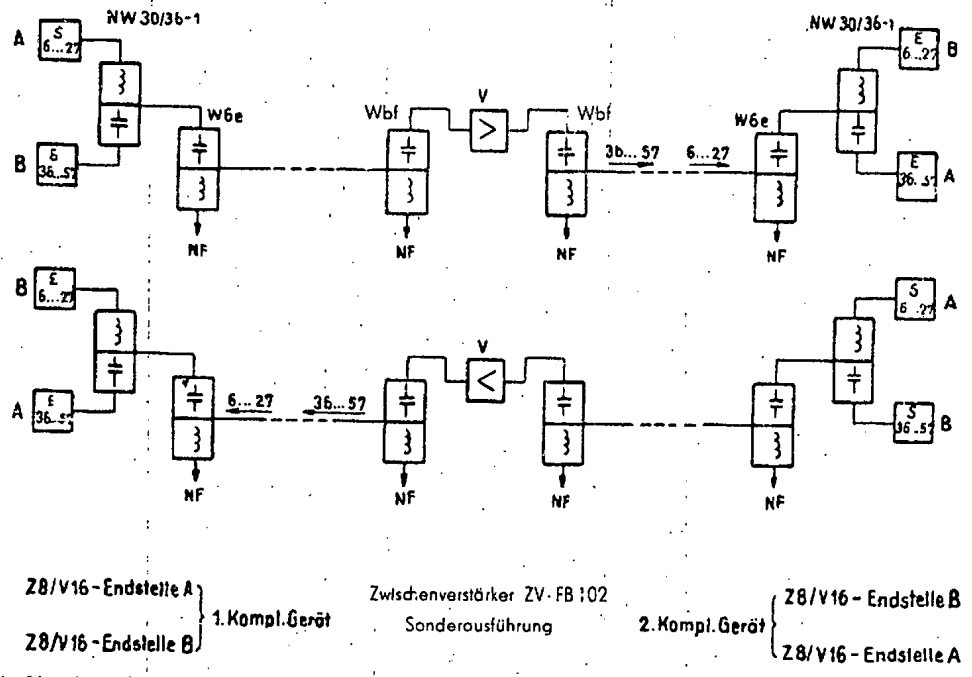 NW 30/36-1
NW 30/36-1
A
S
6...27
E
6...27
B
B
S
36...57
W6e
Wbf
V
Wbf
W6e
E
36...57
A
3b...57
6...27
NF
NF
NF
NF
B
E
6...27
S
6...27
A
V
A
E
36...57
6...27
36...57
S
36...57
B
NF
NF
NF
NF
Z8/V16-Endstelle A
Z8/V16-Endstelle B
1. Kompl. Gerät
Zwischenverstärker ZV-FB 102
Sonderausführung
2. Kompl. Gerät
Z8/V16-Endstelle B
Z8/V16-Endstelle A